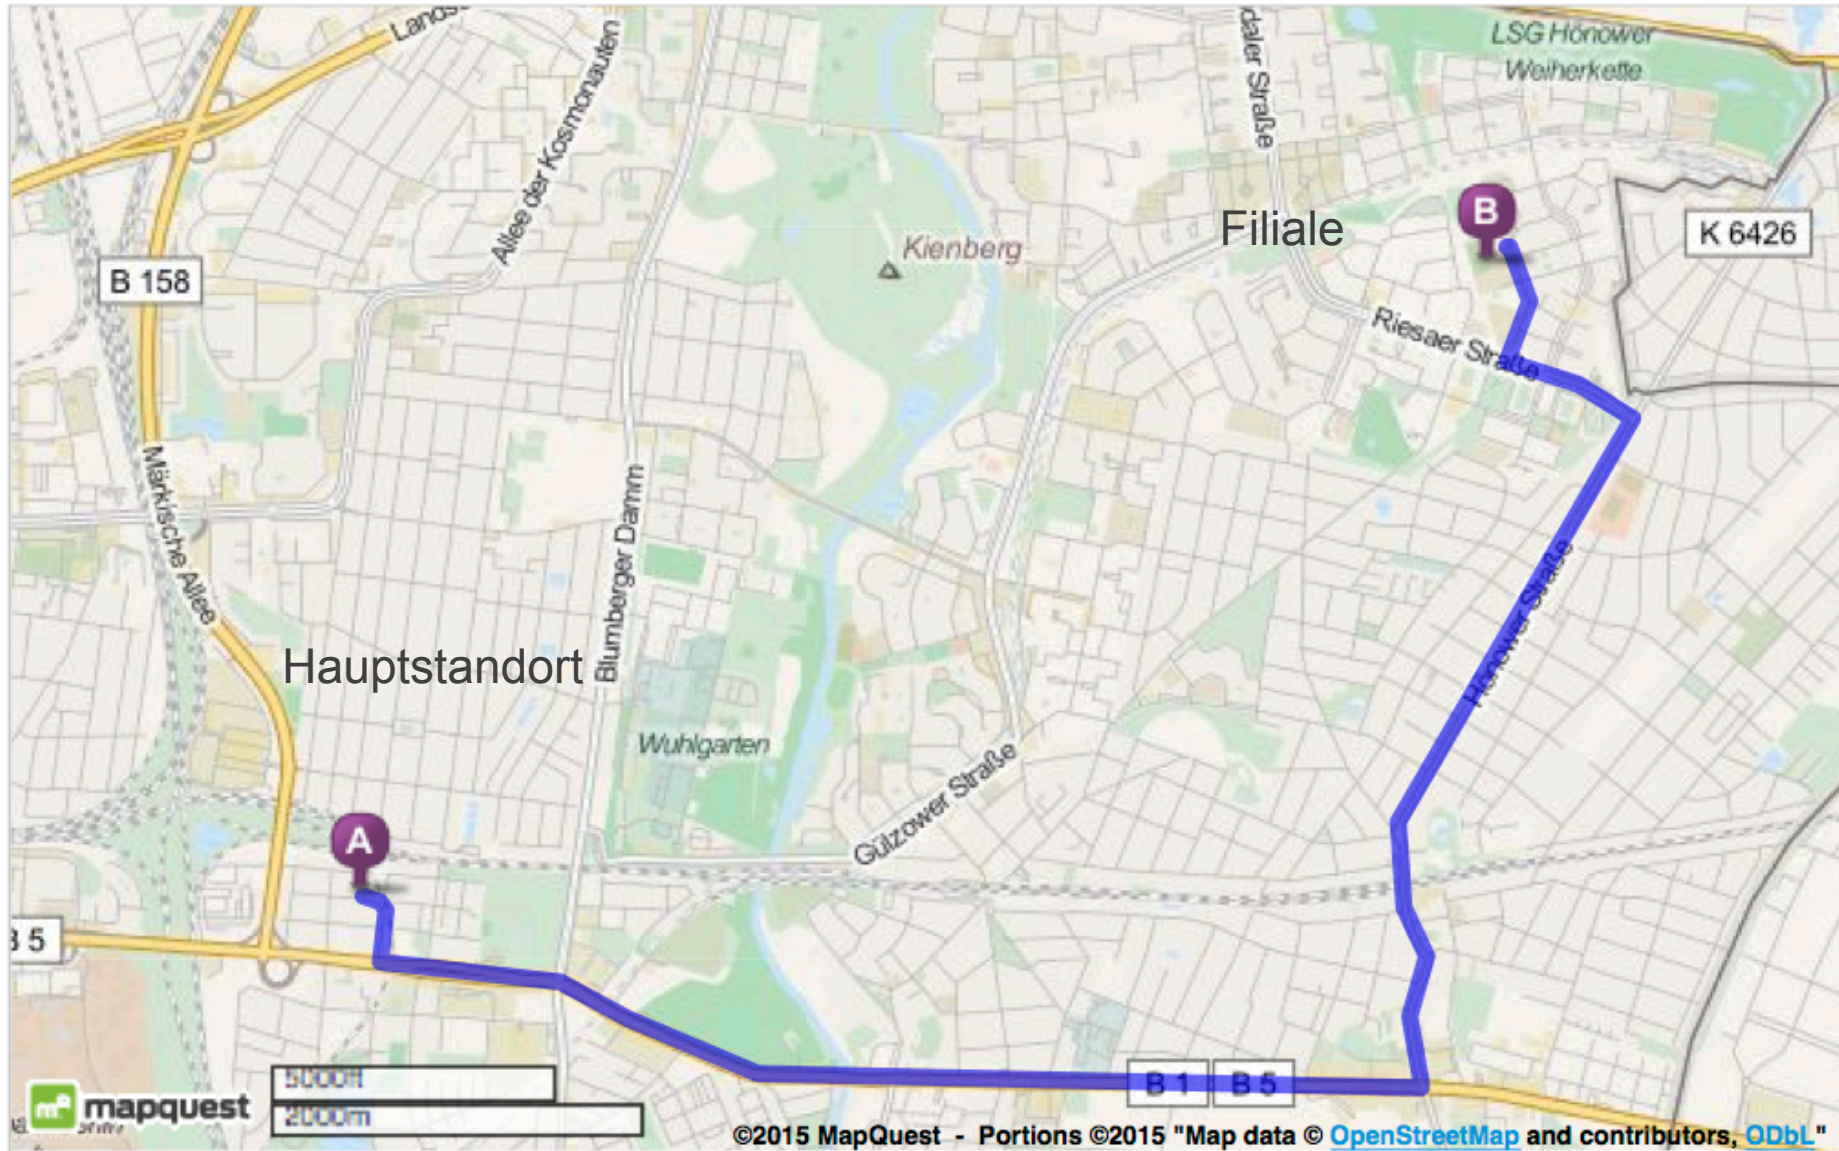 LSG Hönower
Weiherkette
daler Straße
Allee der Kosmonauten
B 158
Kienberg
Filiale
B
K 6426
Riesaer Straße
Märkische Allee
Blumberger Damm
Hönower Straße
Hauptstandort
Wuhlgarten
Gülzower Straße
A
B 5
B 1
B 5
5000ft
2000m
mapquest
©2015 MapQuest - Portions ©2015 "Map data © OpenStreetMap and contributors, ODbL"